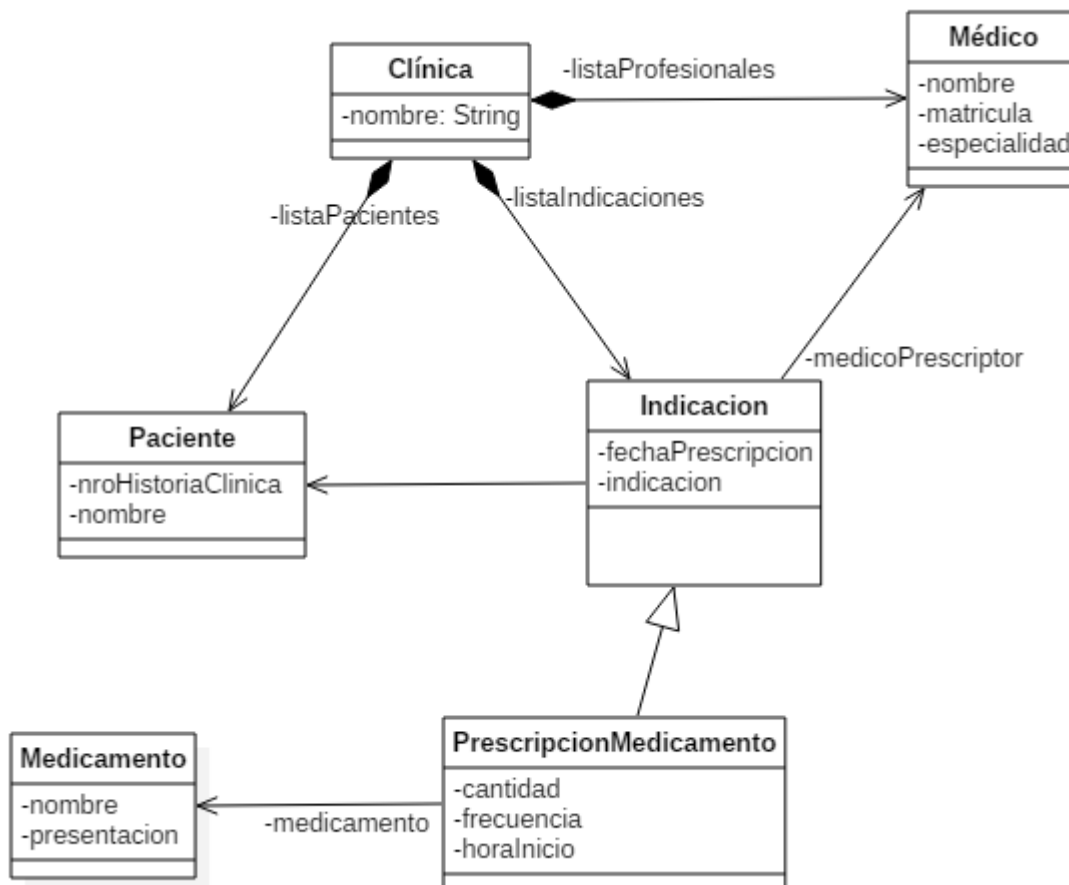 Médico
-nombre
-matricula
-especialidad
Clínica
-nombre: String
-listaProfesionales
-listaPacientes
-listaIndicaciones
-medicoPrescriptor
Indicacion
-fechaPrescripcion
-indicacion
Paciente
-nroHistoriaClinica
-nombre
PrescripcionMedicamento
-cantidad
-frecuencia
-horaInicio
Medicamento
-nombre
-presentacion
-medicamento